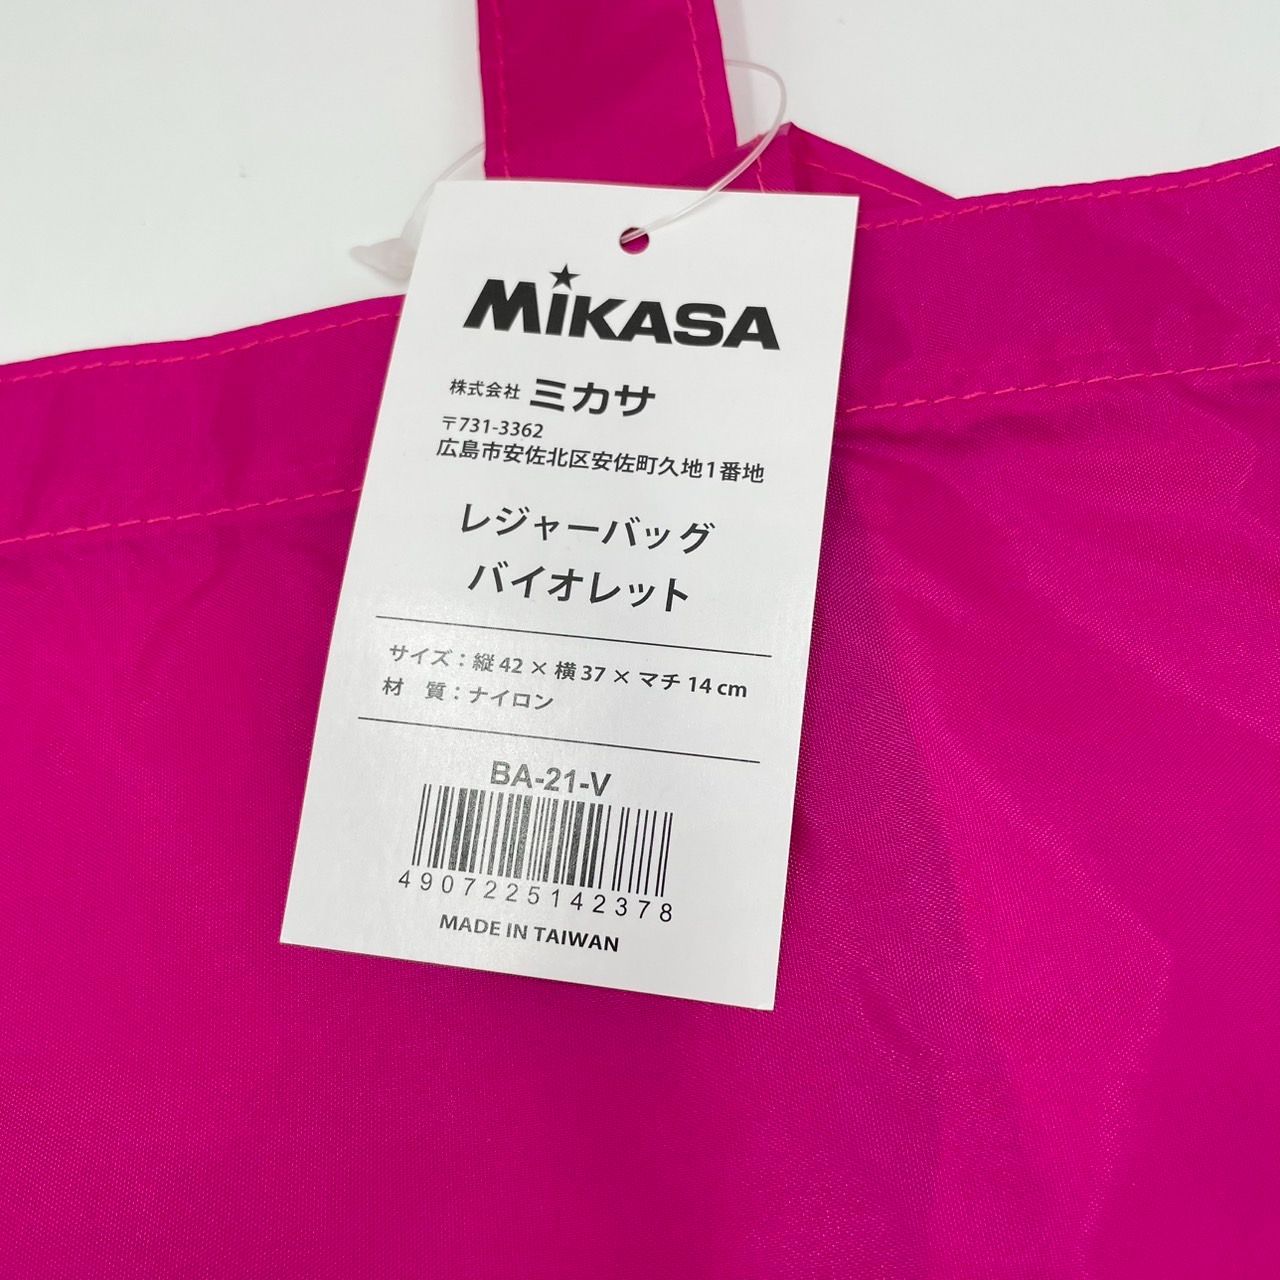 MIKASA
株式会社 ミカサ
〒731-3362
広島市安佐北区安佐町久地1番地
レジャーバッグ
バイオレット
サイズ：縦 42 × 横 37 × マチ 14 cm
材　質：ナイロン
BA-21-V
4907225142378
MADE IN TAIWAN